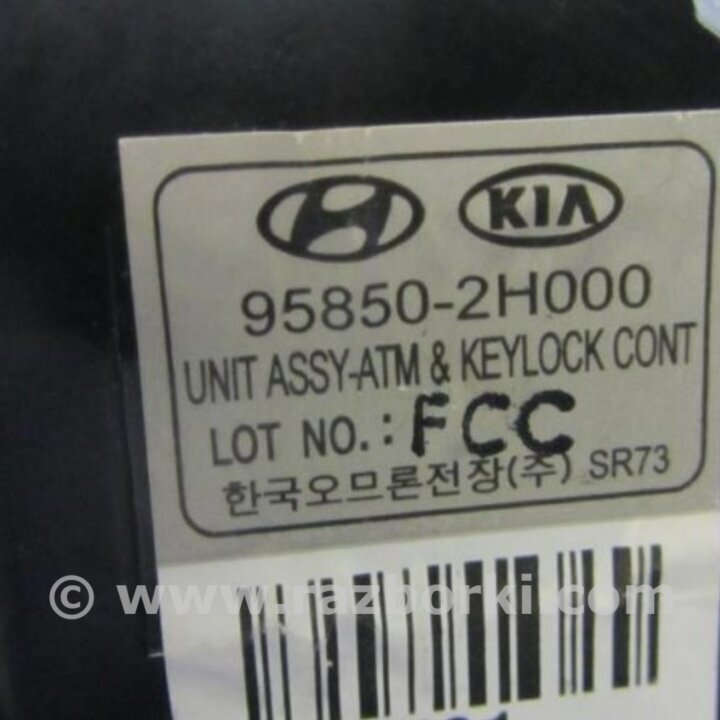 KIA
95850-2H000
UNIT ASSY-ATM & KEYLOCK CONT
LOT NO.: FCC
한국오므론전장(주) SR73
© www.razborki.com